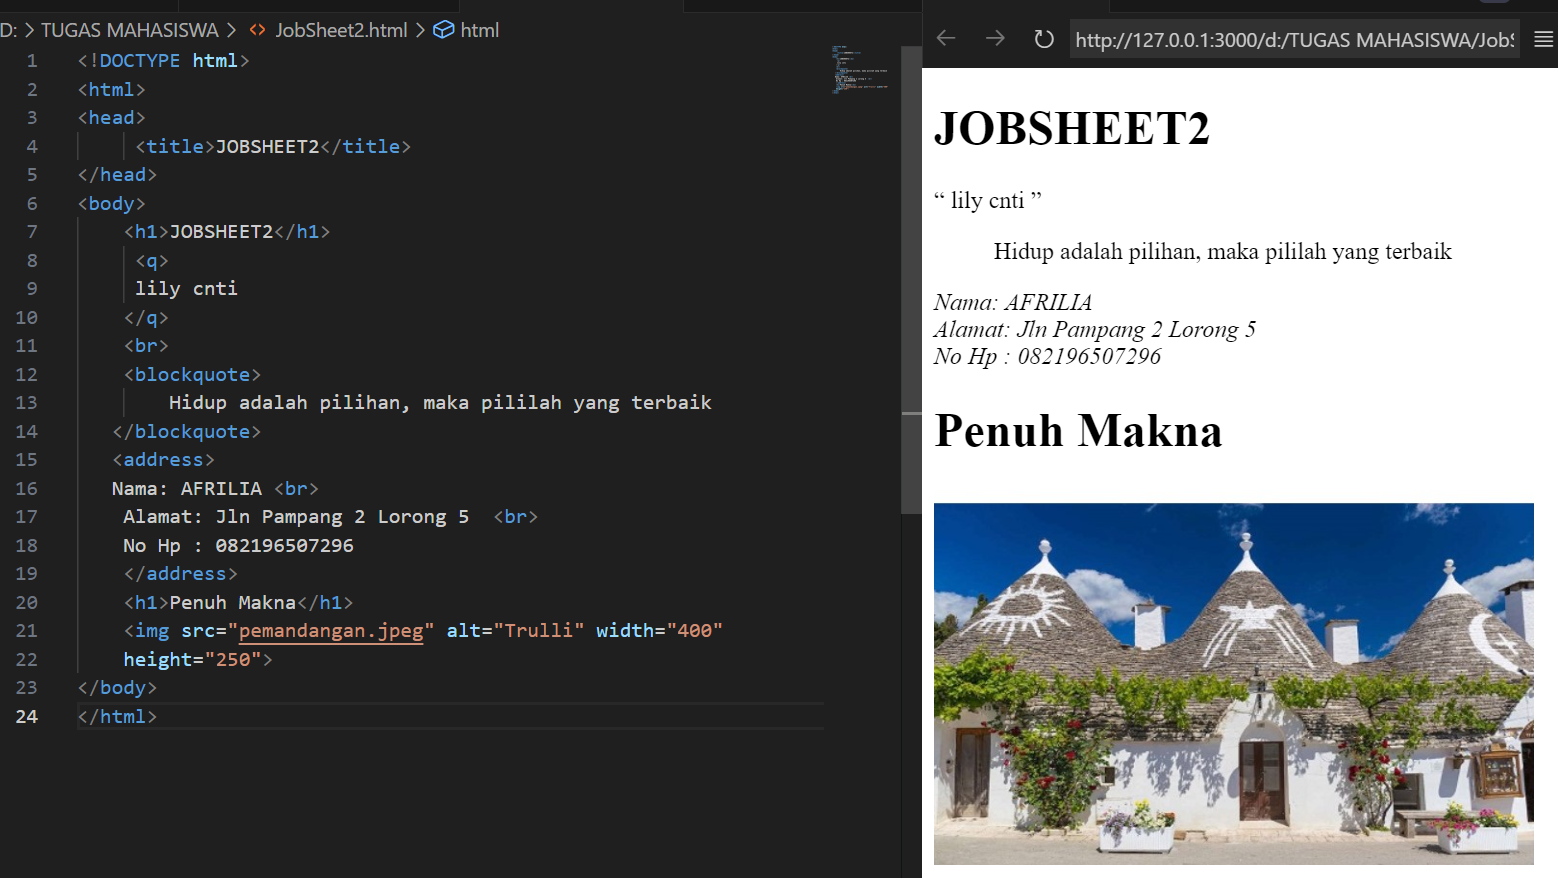 D: > TUGAS MAHASISWA > <> JobSheet2.html > html
1 <!DOCTYPE html>
2 <html>
3 <head>
4 <title>JOBSHEET2</title>
5 </head>
6 <body>
7 <h1>JOBSHEET2</h1>
8 <q>
9 lily cnti
10 </q>
11 <br>
12 <blockquote>
13 Hidup adalah pilihan, maka pililah yang terbaik
14 </blockquote>
15 <address>
16 Nama: AFRILIA <br>
17 Alamat: Jln Pampang 2 Lorong 5 <br>
18 No Hp : 082196507296
19 </address>
20 <h1>Penuh Makna</h1>
21 <img src="pemandangan.jpeg" alt="Trulli" width="400"
22 height="250">
23 </body>
24 </html>
http://127.0.0.1:3000/d:/TUGAS MAHASISWA/JobS
JOBSHEET2
“ lily cnti ”
Hidup adalah pilihan, maka pililah yang terbaik
Nama: AFRILIA
Alamat: Jln Pampang 2 Lorong 5
No Hp : 082196507296
Penuh Makna